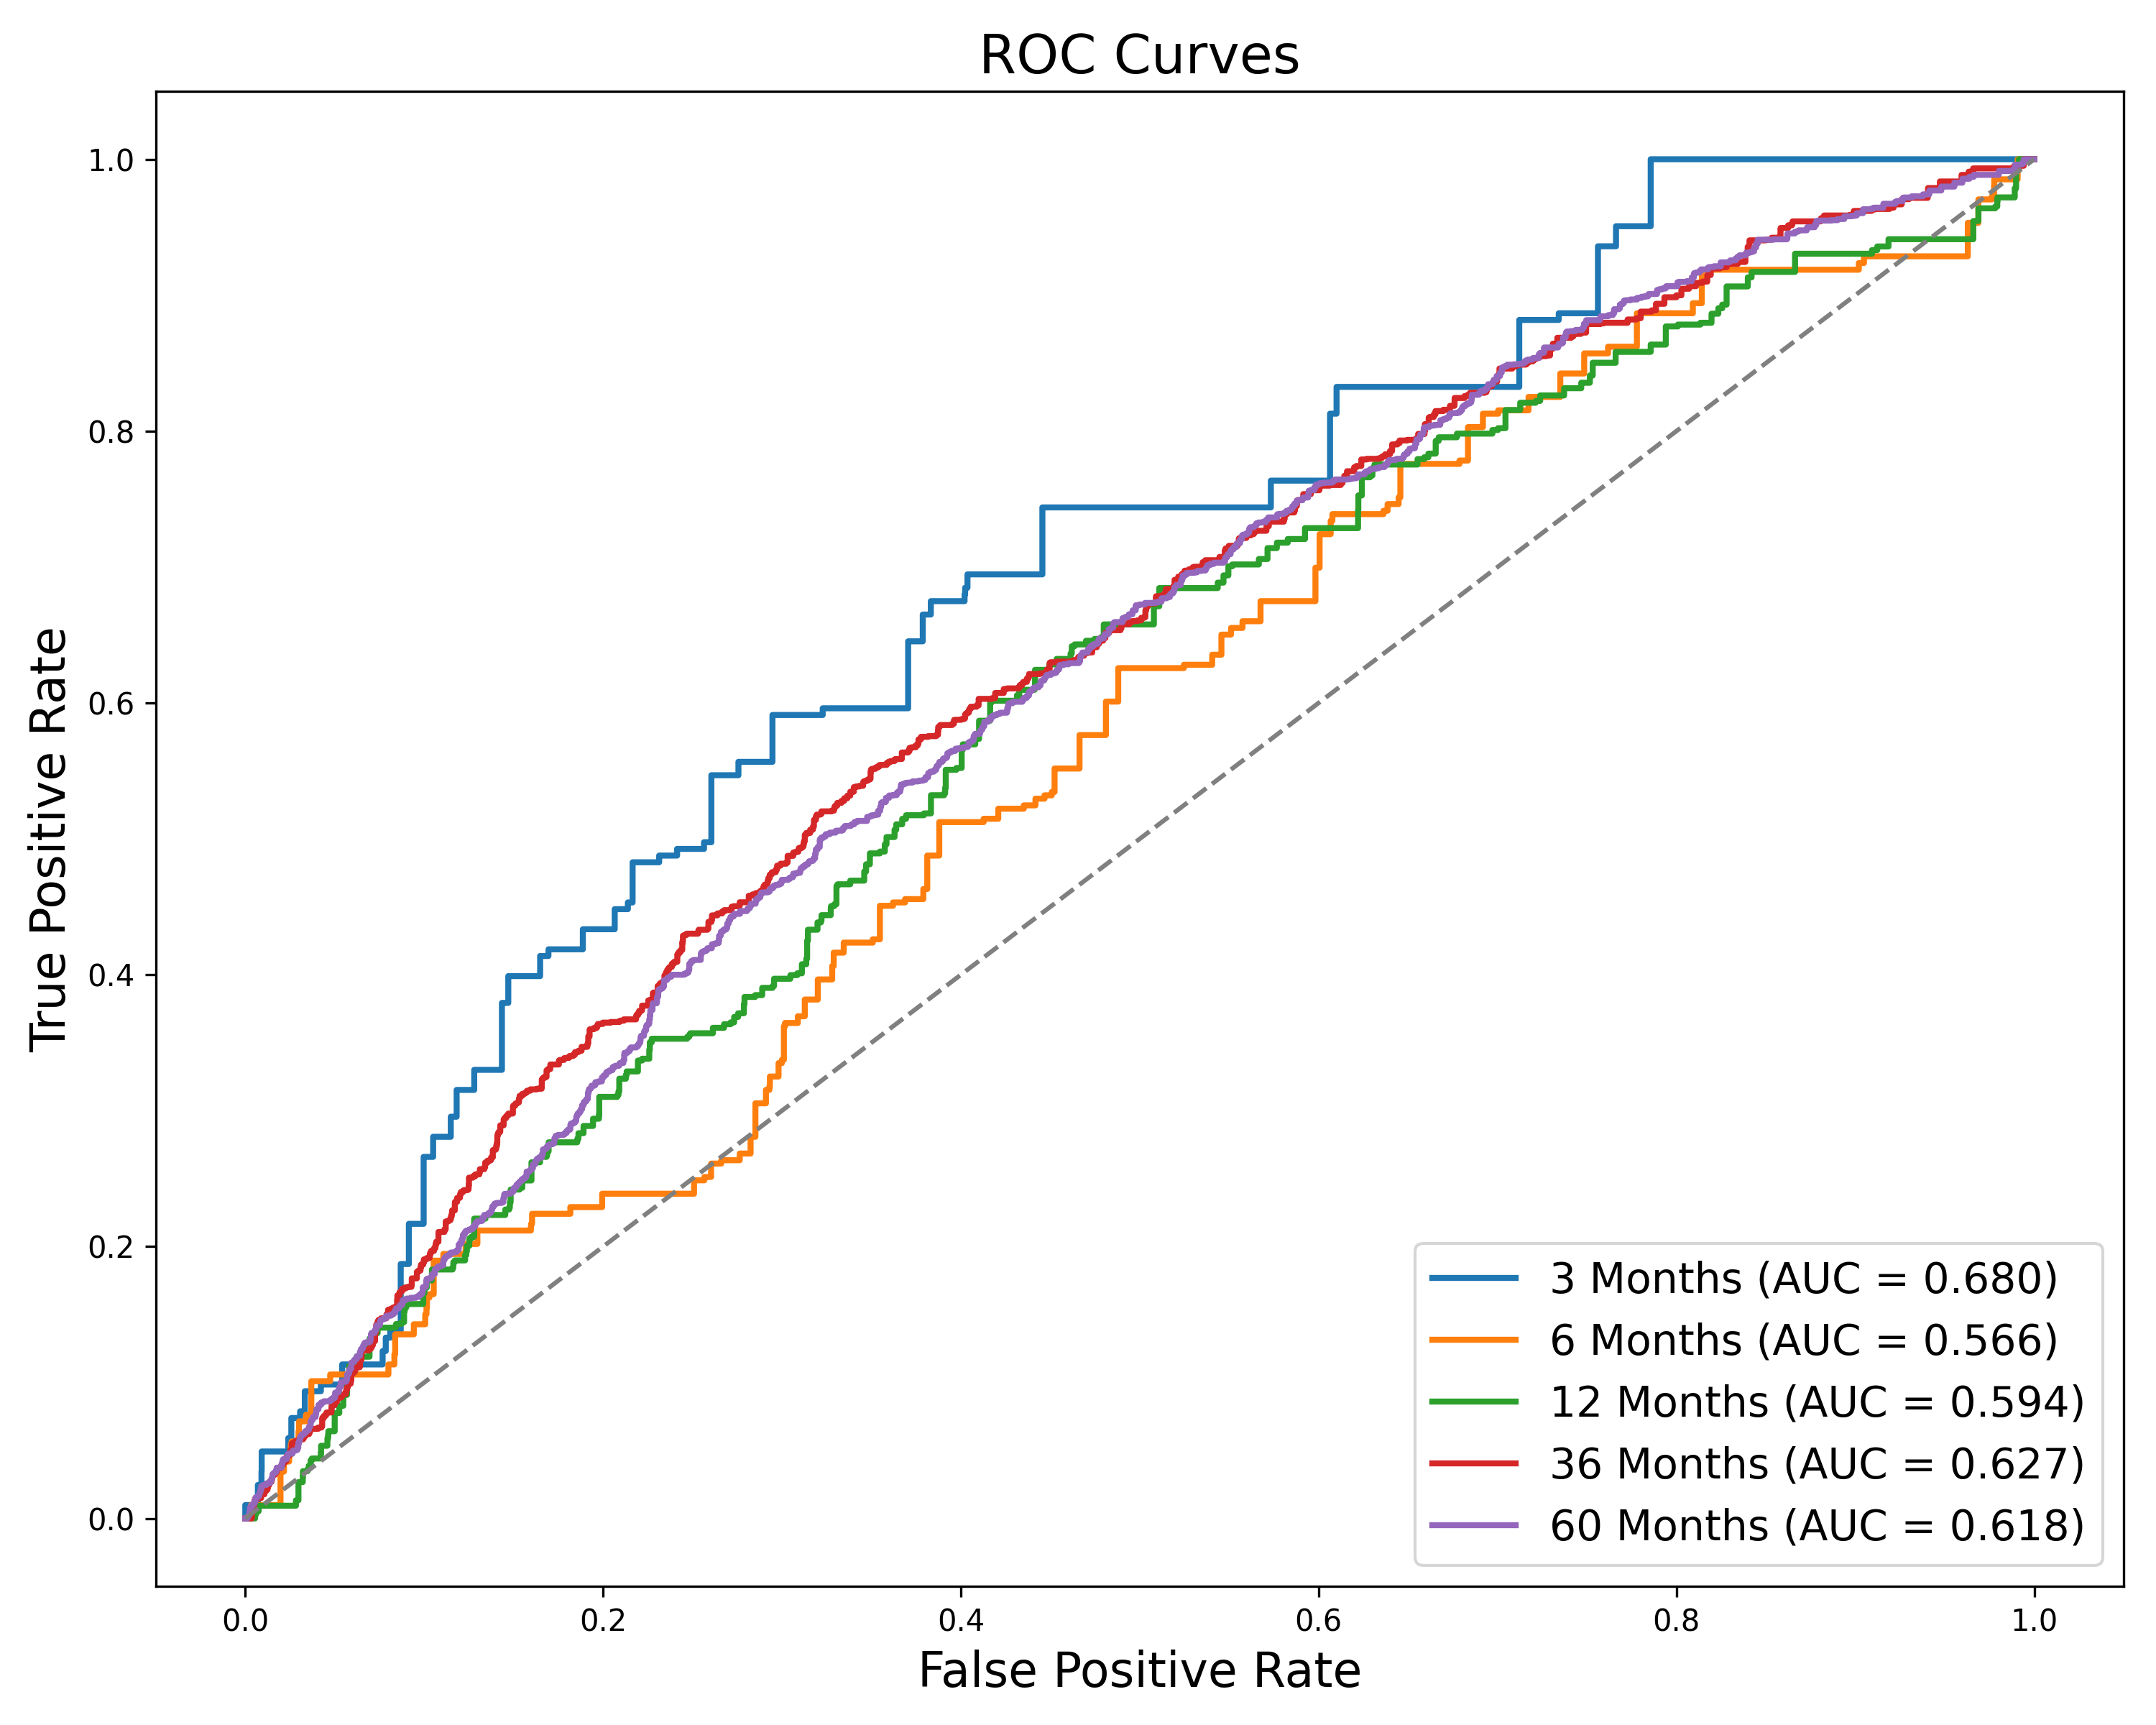 ROC Curves
1.0
0.8
0.6
0.4
0.2
0.0
True Positive Rate
0.0 0.2 0.4 0.6 0.8 1.0
False Positive Rate
3 Months (AUC = 0.680)
6 Months (AUC = 0.566)
12 Months (AUC = 0.594)
36 Months (AUC = 0.627)
60 Months (AUC = 0.618)